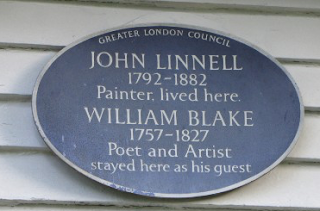 GREATER LONDON COUNCIL
JOHN LINNELL
1792-1882
Painter, lived here.
WILLIAM BLAKE
1757-1827
Poet and Artist
stayed here as his guest